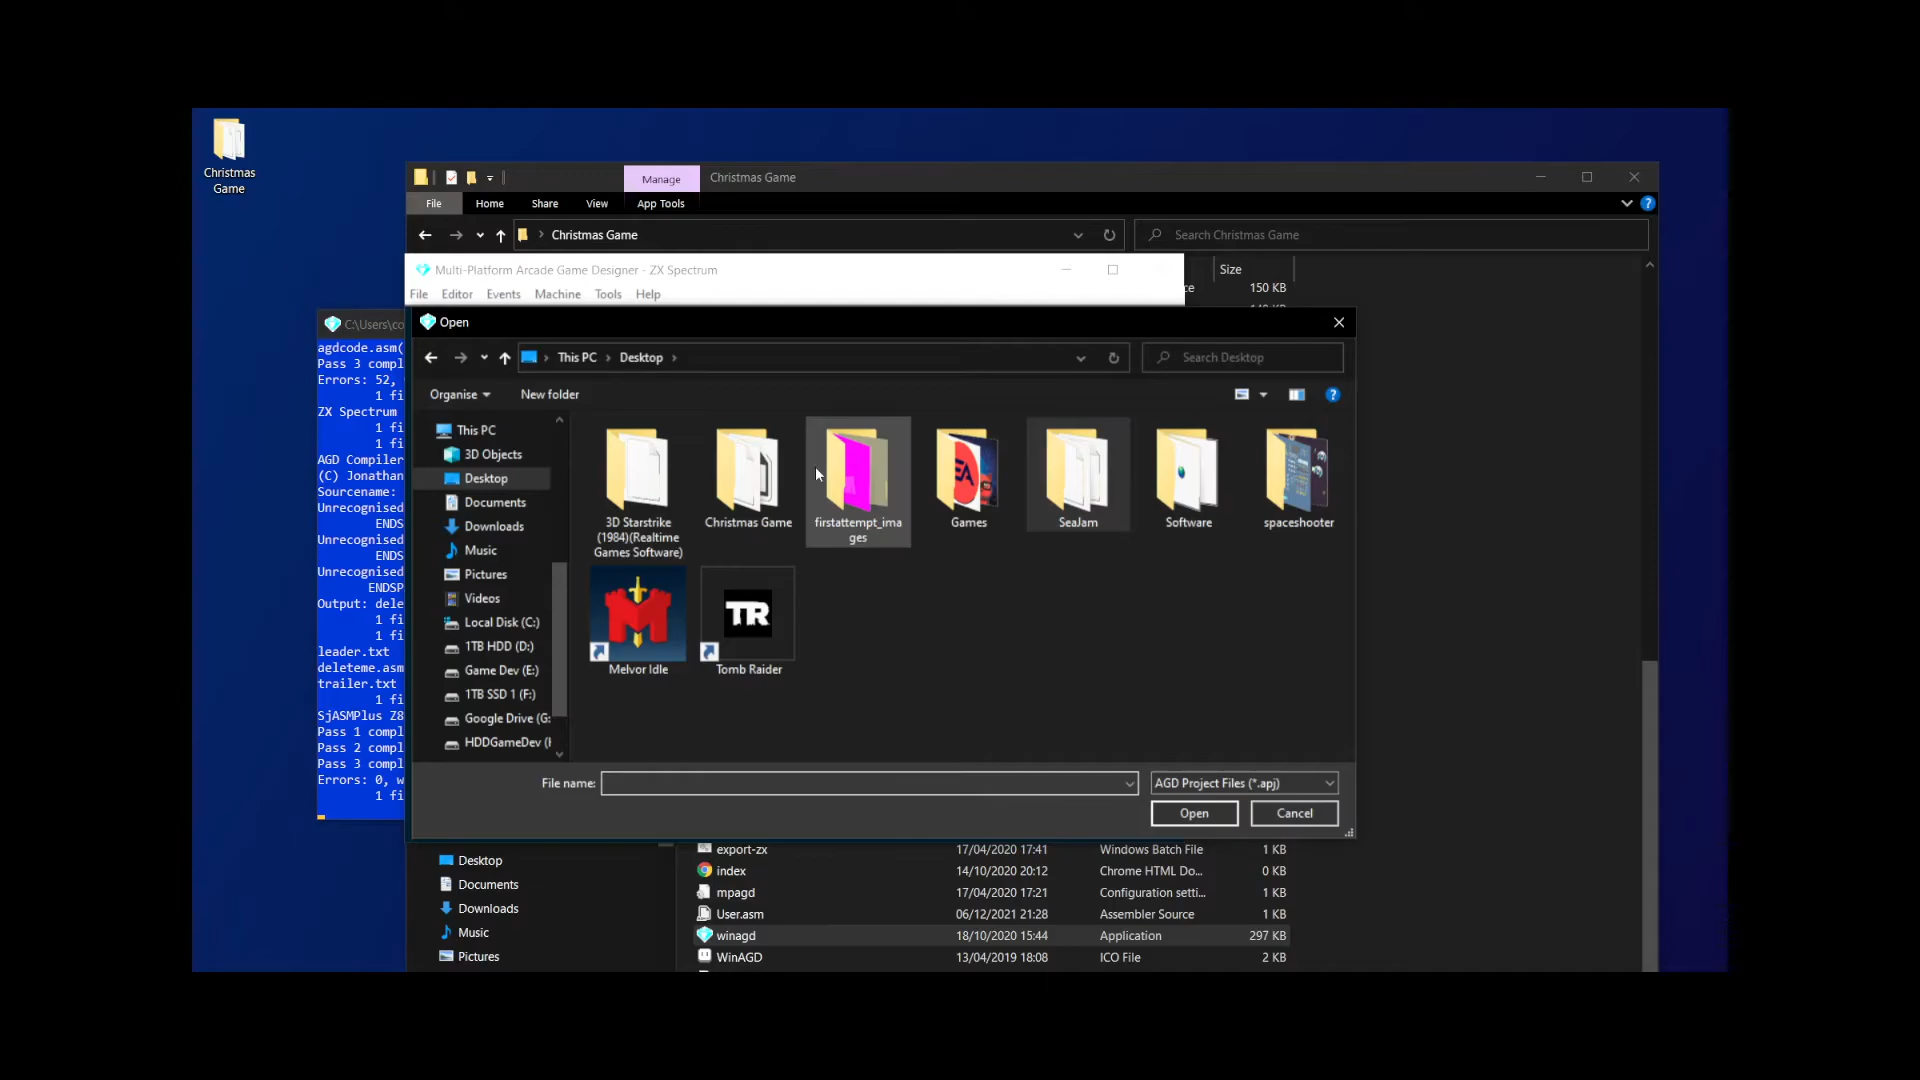 Christmas
Game
Manage
Christmas Game
File
Home
Share
View
App Tools
Christmas Game
Search Christmas Game
Multi-Platform Arcade Game Designer - ZX Spectrum
File
Editor
Events
Machine
Tools
Help
Size
150 KB
C:\Users\co
Open
This PC
Desktop
Search Desktop
Organise
New folder
This PC
3D Objects
Desktop
Documents
Downloads
Music
Pictures
Videos
Local Disk (C:)
1TB HDD (D:)
Game Dev (E:)
1TB SSD 1 (F:)
Google Drive (G:
HDDGameDev (
3D Starstrike
(1984)(Realtime
Games Software)
Christmas Game
firstattempt_ima
ges
EA
Games
SeaJam
Software
spaceshooter
Melvor Idle
TR
Tomb Raider
File name:
AGD Project Files (*.apj)
Open
Cancel
agdcode.asm(
Pass 3 compl
Errors: 52,
1 fi
ZX Spectrum
1 fi
1 fi
AGD Compiler
(C) Jonathan
Sourcename:
Unrecognised
ENDS
Unrecognised
ENDS
Unrecognised
ENDSP
Output: dele
1 fi
1 fi
leader.txt
deleteme.asm
trailer.txt
1 fi
SjASMPlus Z8
Pass 1 compl
Pass 2 compl
Pass 3 compl
Errors: 0, w
1 fi
Desktop
Documents
Downloads
Music
Pictures
export-zx 17/04/2020 17:41 Windows Batch File 1 KB
index 14/10/2020 20:12 Chrome HTML Do... 0 KB
mpagd 17/04/2020 17:21 Configuration setti... 1 KB
User.asm 06/12/2021 21:28 Assembler Source 1 KB
winagd 18/10/2020 15:44 Application 297 KB
WinAGD 13/04/2019 18:08 ICO File 2 KB